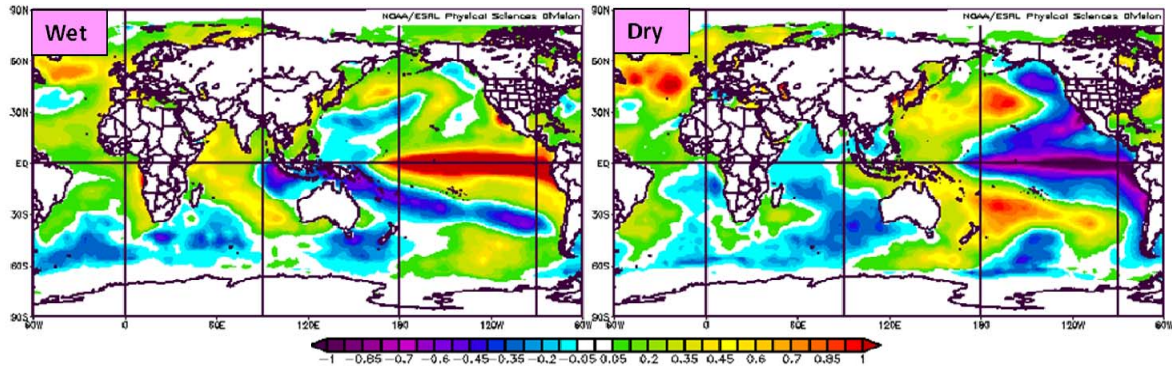 NOAA/ESRL Physical Sciences Division
Wet
90N
60N
30N
EQ
30S
60S
90S
60W 0 60E 120E 180 120W 60W
NOAA/ESRL Physical Sciences Division
Dry
90N
60N
30N
EQ
30S
60S
90S
60W 0 60E 120E 180 120W 60W
-1 -0.85 -0.7 -0.6 -0.45 -0.35 -0.2 -0.05 0.05 0.2 0.35 0.45 0.6 0.7 0.85 1